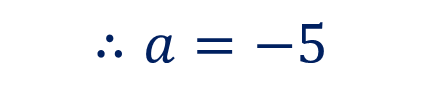 ∴ a = −5